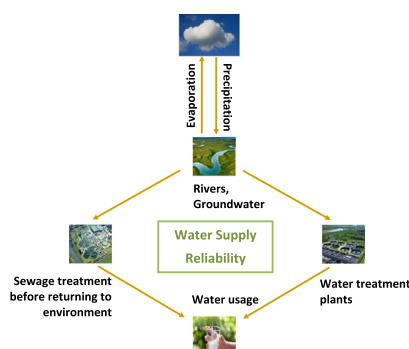 Evaporation
Precipitation
Rivers,
Groundwater
Water Supply
Reliability
Sewage treatment
before returning to
environment
Water treatment
plants
Water usage